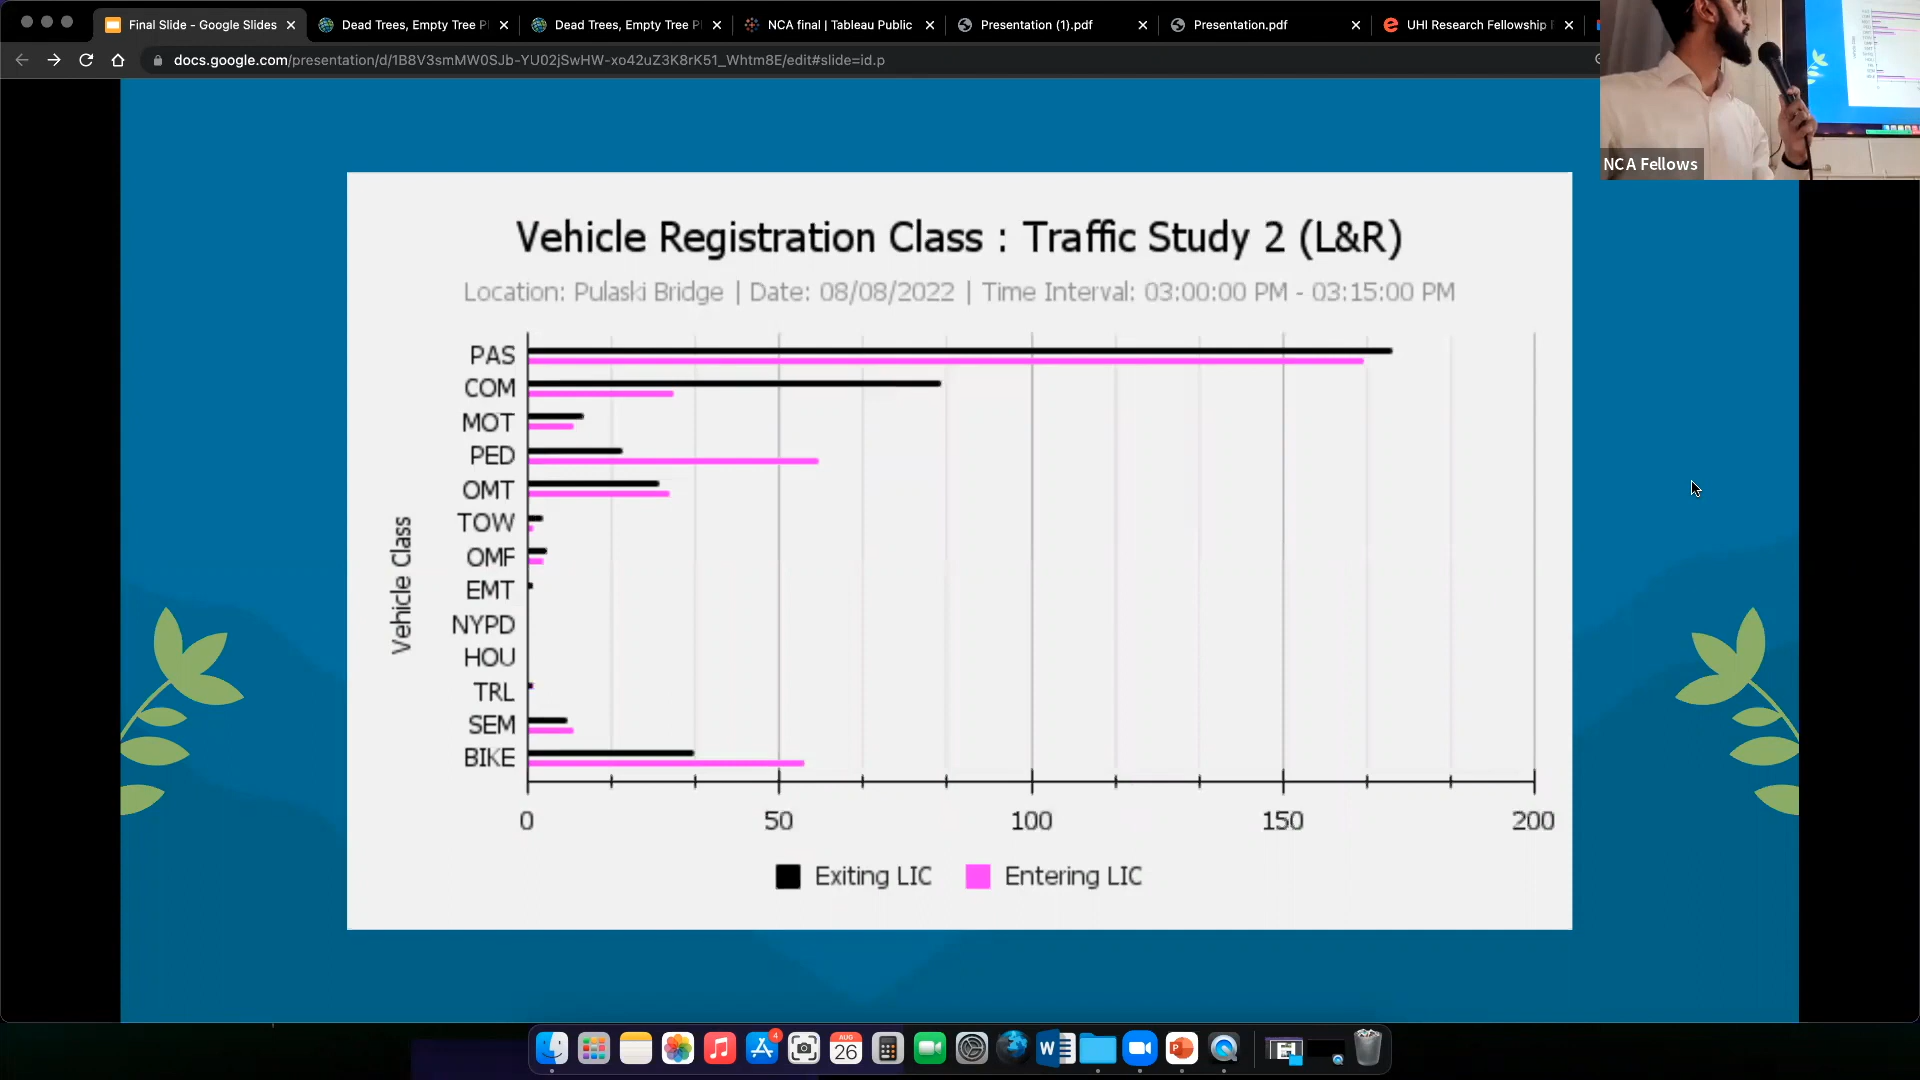 Final Slide - Google Slides
Dead Trees, Empty Tree P
Dead Trees, Empty Tree P
NCA final | Tableau Public
Presentation (1).pdf
Presentation.pdf
UHI Research Fellowship
docs.google.com/presentation/d/1B8V3smMW0SJb-YU02jSwHW-xo42uZ3K8rK51_Whtm8E/edit#slide=id.p
NCA Fellows
Vehicle Registration Class : Traffic Study 2 (L&R)
Location: Pulaski Bridge | Date: 08/08/2022 | Time Interval: 03:00:00 PM - 03:15:00 PM
Vehicle Class
PAS
COM
MOT
PED
OMT
TOW
OMF
EMT
NYPD
HOU
TRL
SEM
BIKE
0 50 100 150 200
Exiting LIC Entering LIC
4
AUG
26